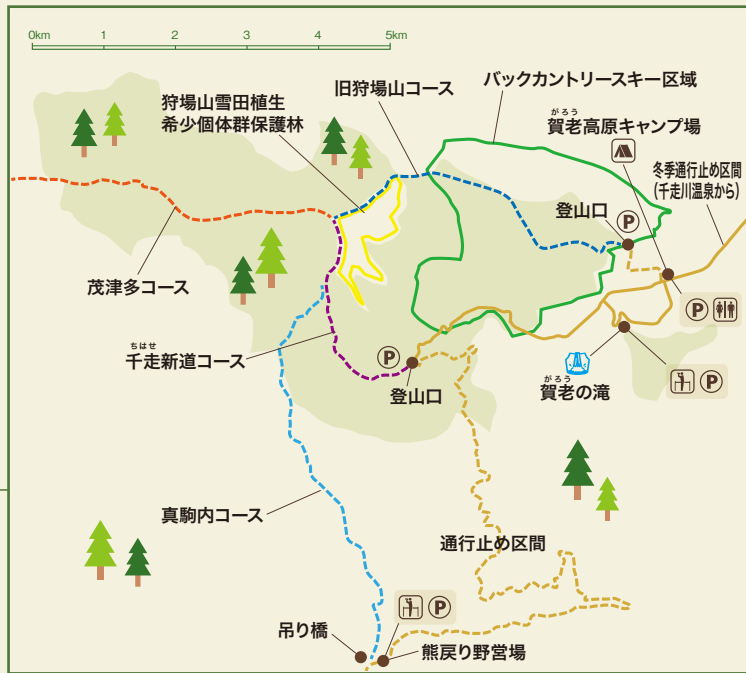 0km 1 2 3 4 5km
狩場山雪田植生
希少個体群保護林
旧狩場山コース
バックカントリースキー区域
がろう
賀老高原キャンプ場
冬季通行止め区間
(千走川温泉から)
登山口
P
茂津多コース
P
ちはせ
千走新道コース
P
登山口
がろう
賀老の滝
P
真駒内コース
通行止め区間
P
吊り橋
熊戻り野営場